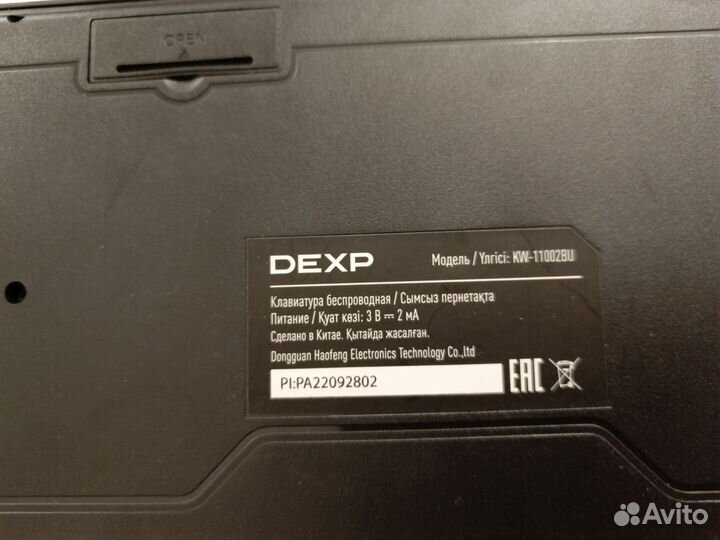 OPEN
DEXP
Модель / Үлгісі: KW-11002BU
Клавиатура беспроводная / Сымсыз пернетақта
Питание / Қуат көзі: 3 В ⎓ 2 мА
Сделано в Китае. Қытайда жасалған.
Dongguan Haofeng Electronics Technology Co.,ltd
PI:PA22092802
EAC
Avito